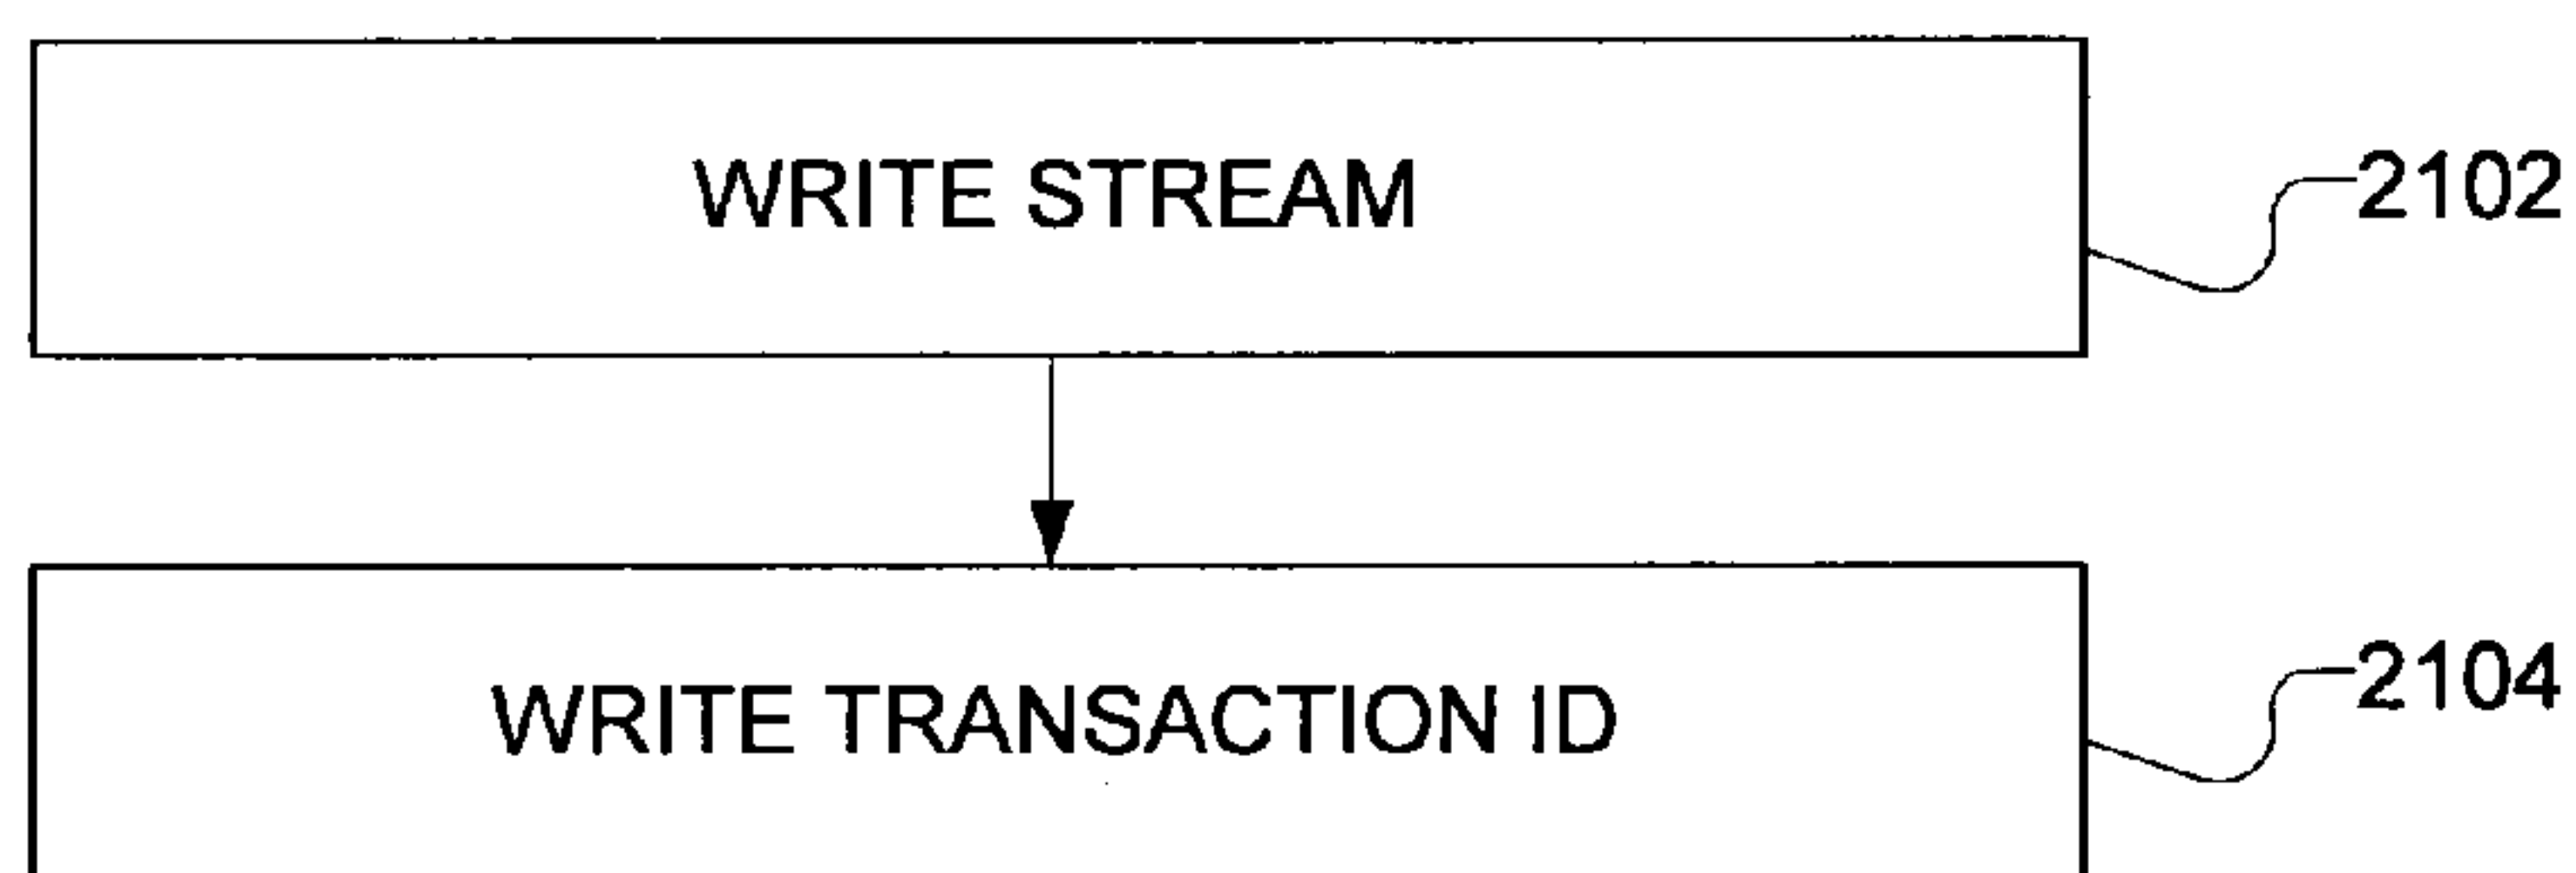 WRITE STREAM
2102
WRITE TRANSACTION ID
2104